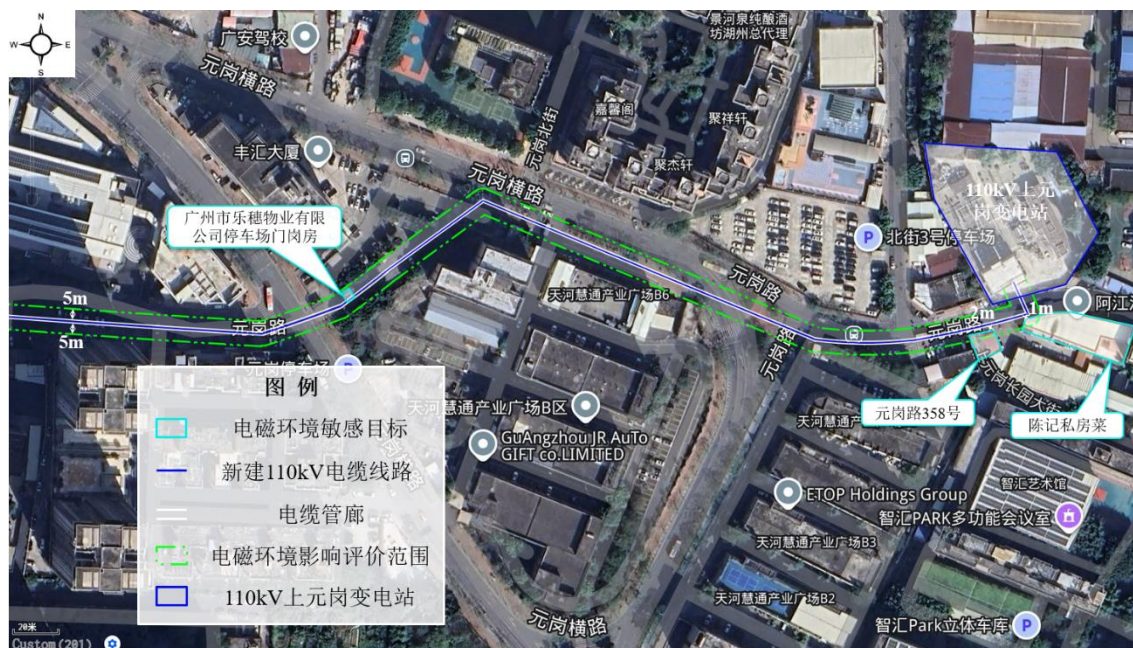 N
W
E
S
广安驾校
元岗横路
景河泉纯酿酒
坊湖州总代理
嘉馨阁
聚祥轩
聚杰轩
元岗北街
丰汇大厦
元岗横路
110kV上元
岗变电站
广州市乐穗物业有限
公司停车场门岗房
P
北街3号停车场
元岗路
天河慧通产业广场B6
5m
5m
元岗路
2m
1m
元岗路
元岗停车场
P
元岗路
元岗长园大街
元岗路358号
陈记私房菜
图 例
电磁环境敏感目标
新建110kV电缆线路
电缆管廊
电磁环境影响评价范围
110kV上元岗变电站
天河慧通产业广场B区
GuAngzhou JR AuTo
GIFT co.LIMITED
天河慧通产业广
ETOP Holdings Group
智汇艺术馆
智汇PARK多功能会议室
天河慧通产业广场B3
天河慧通产业广场B2
元岗横路
智汇Park立体车库
P
20米
Custom(201)